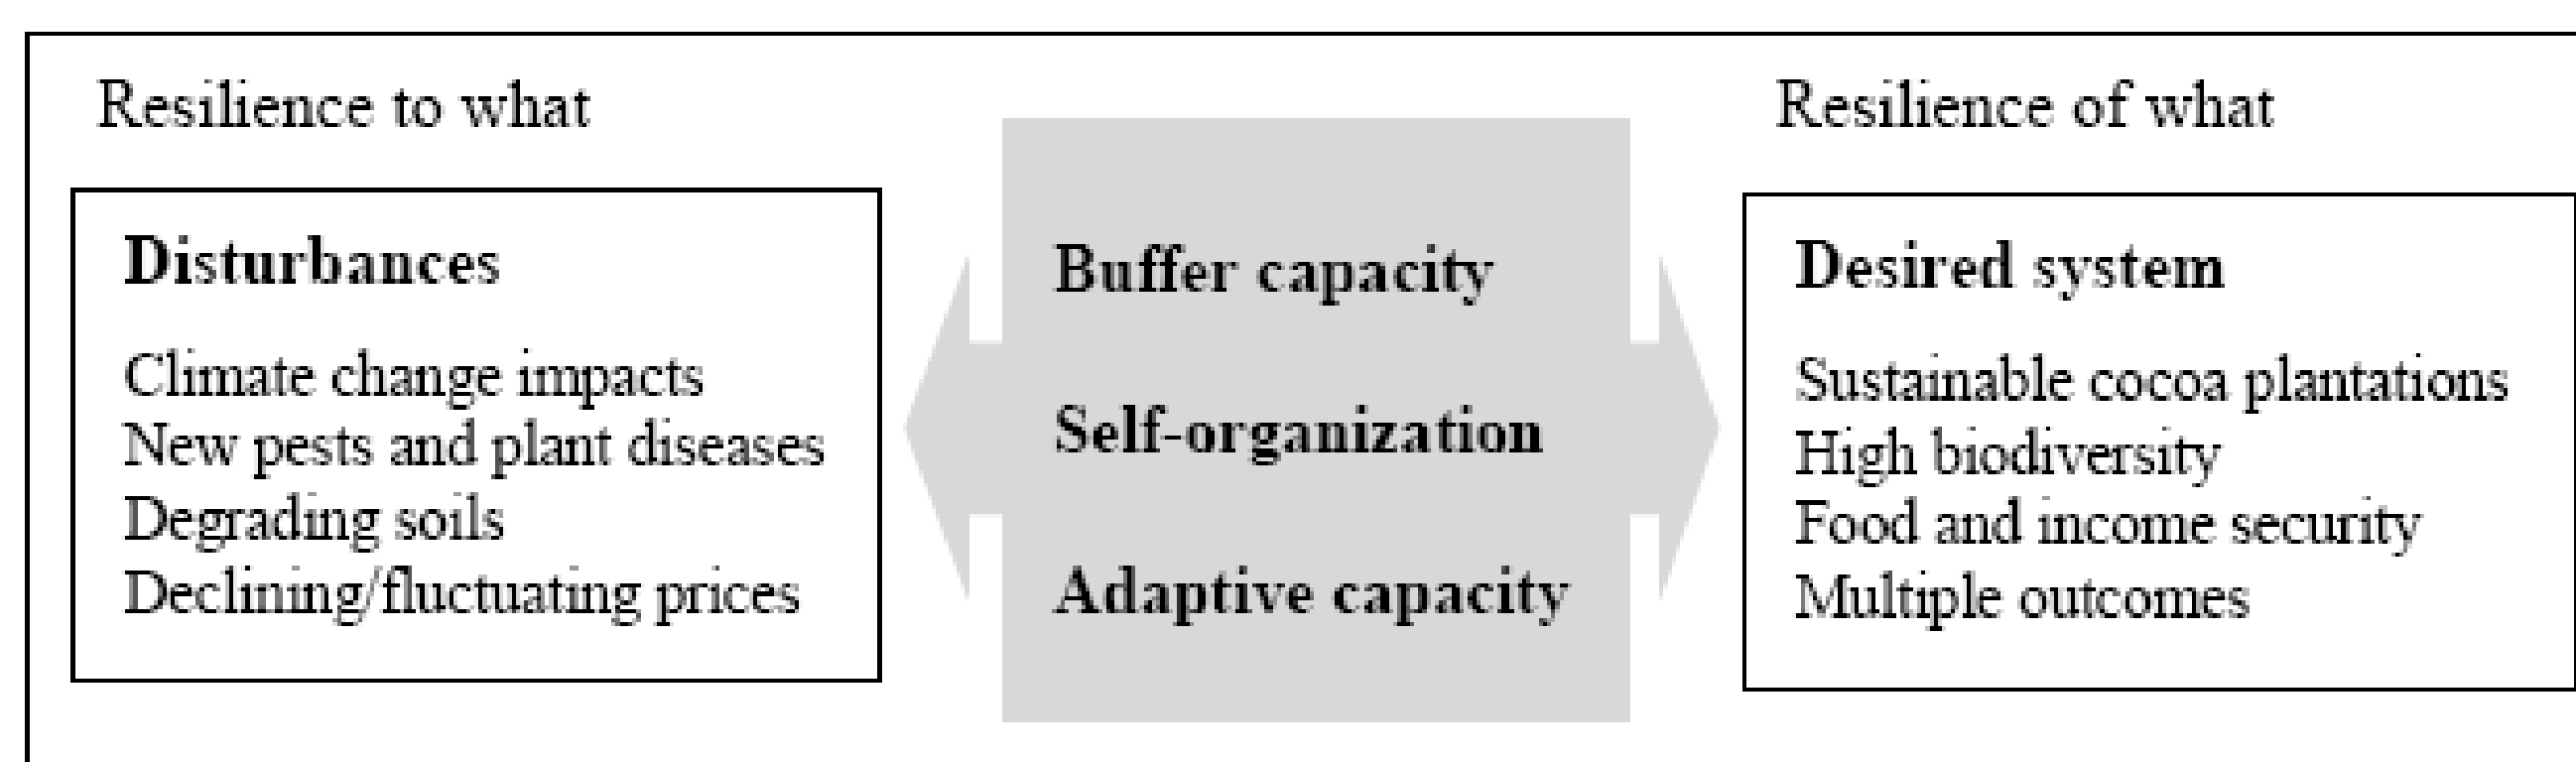 Resilience to what
Disturbances
Climate change impacts
New pests and plant diseases
Degrading soils
Declining/fluctuating prices
Buffer capacity
Self-organization
Adaptive capacity
Resilience of what
Desired system
Sustainable cocoa plantations
High biodiversity
Food and income security
Multiple outcomes